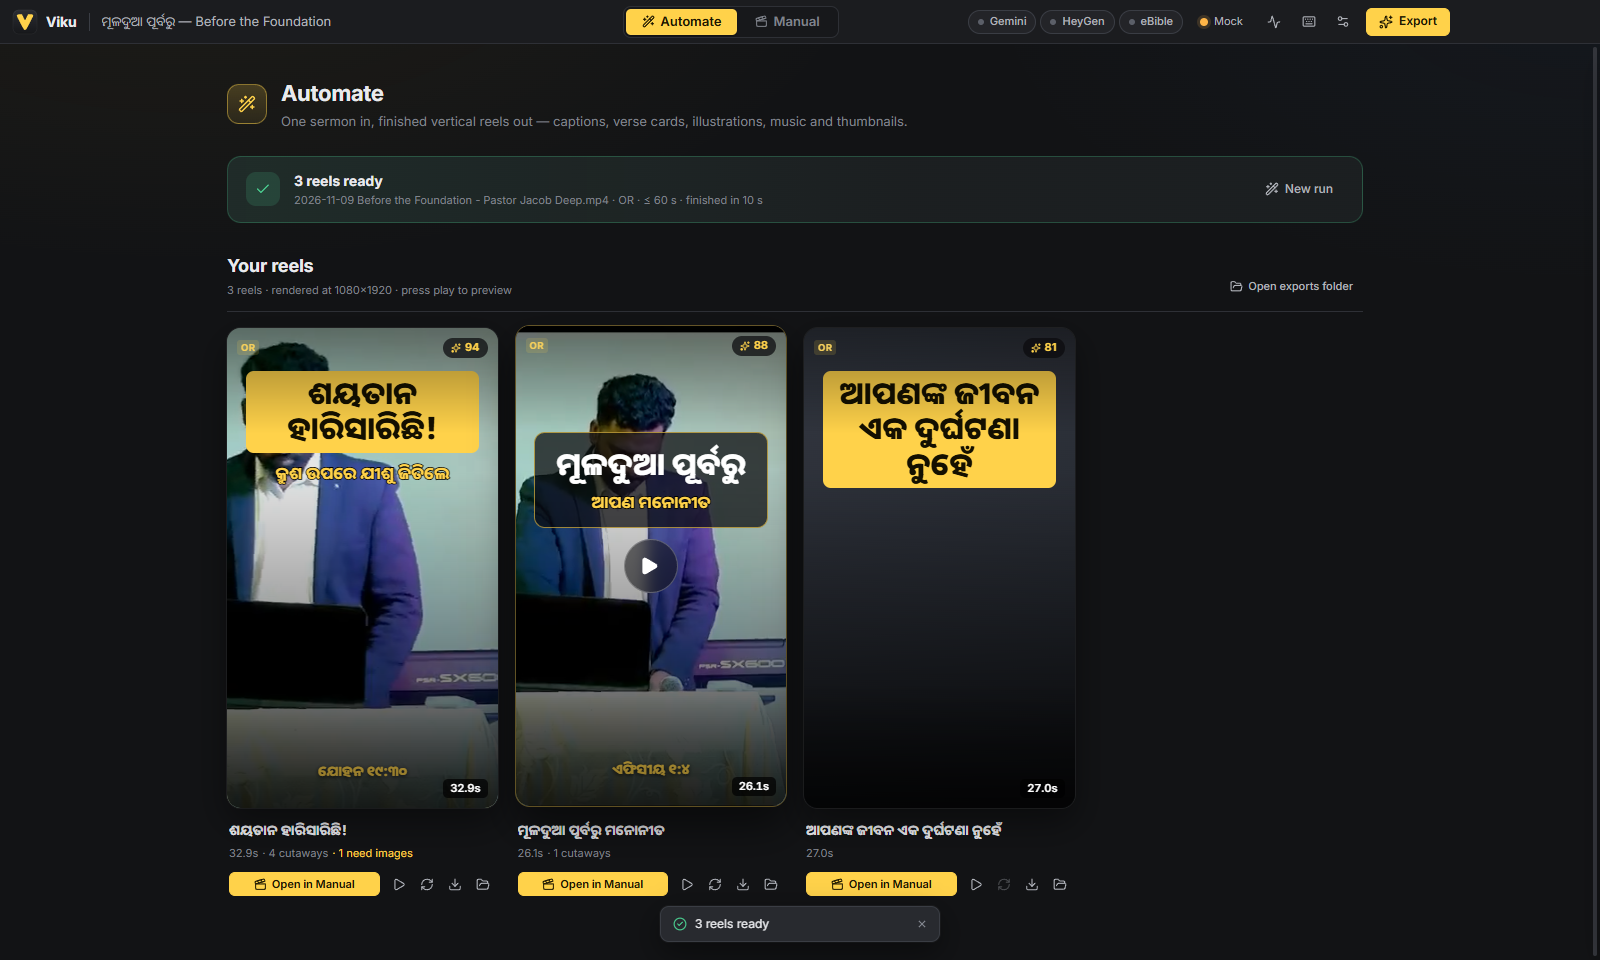 Viku
ମୂଳଦୁଆ ପୂର୍ବରୁ — Before the Foundation
Automate
Manual
Gemini
HeyGen
eBible
Mock
Export
Automate
One sermon in, finished vertical reels out — captions, verse cards, illustrations, music and thumbnails.
3 reels ready
2026-11-09 Before the Foundation - Pastor Jacob Deep.mp4 · OR · ≤ 60 s · finished in 10 s
New run
Your reels
3 reels · rendered at 1080×1920 · press play to preview
Open exports folder
OR
94
ଶୟତାନ
ହାରିସାରିଛି!
କ୍ରୁଶ ଉପରେ ଯୀଶୁ ଜିତିଲେ
PSR-SX600
ଯୋହନ ୧୯:୩୦
32.9s
OR
88
ମୂଳଦୁଆ ପୂର୍ବରୁ
ଆପଣ ମନୋନୀତ
PSR-SX600
ଏଫିସୀୟ ୧:୪
26.1s
OR
81
ଆପଣଙ୍କ ଜୀବନ
ଏକ ଦୁର୍ଘଟଣା
ନୁହେଁ
27.0s
ଶୟତାନ ହାରିସାରିଛି!
32.9s · 4 cutaways · 1 need images
Open in Manual
ମୂଳଦୁଆ ପୂର୍ବରୁ ମନୋନୀତ
26.1s · 1 cutaways
Open in Manual
ଆପଣଙ୍କ ଜୀବନ ଏକ ଦୁର୍ଘଟଣା ନୁହେଁ
27.0s
Open in Manual
3 reels ready